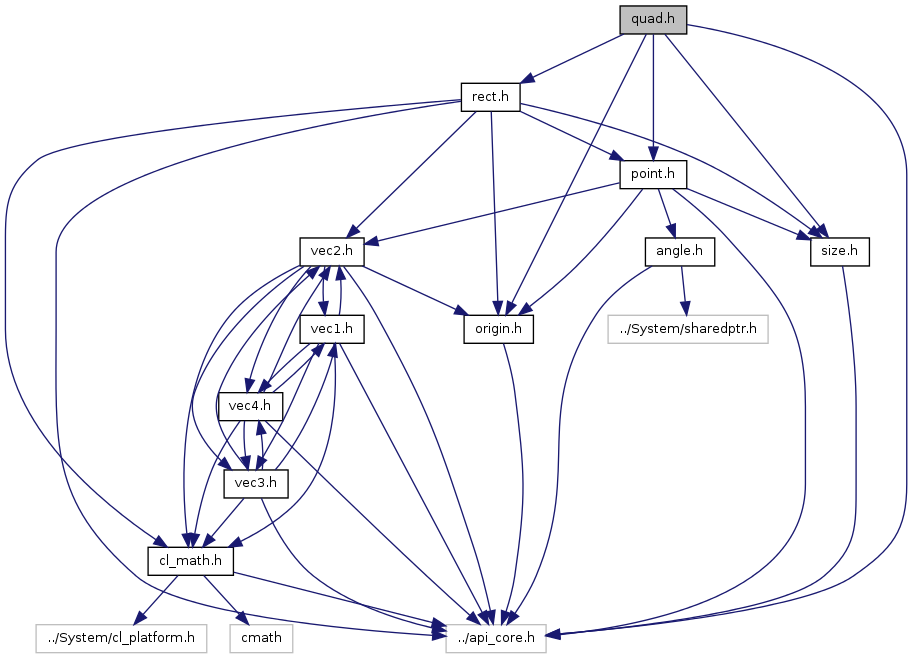 quad.h
rect.h
point.h
vec2.h
angle.h
size.h
vec1.h
origin.h
../System/sharedptr.h
vec4.h
vec3.h
cl_math.h
../System/cl_platform.h
cmath
../api_core.h